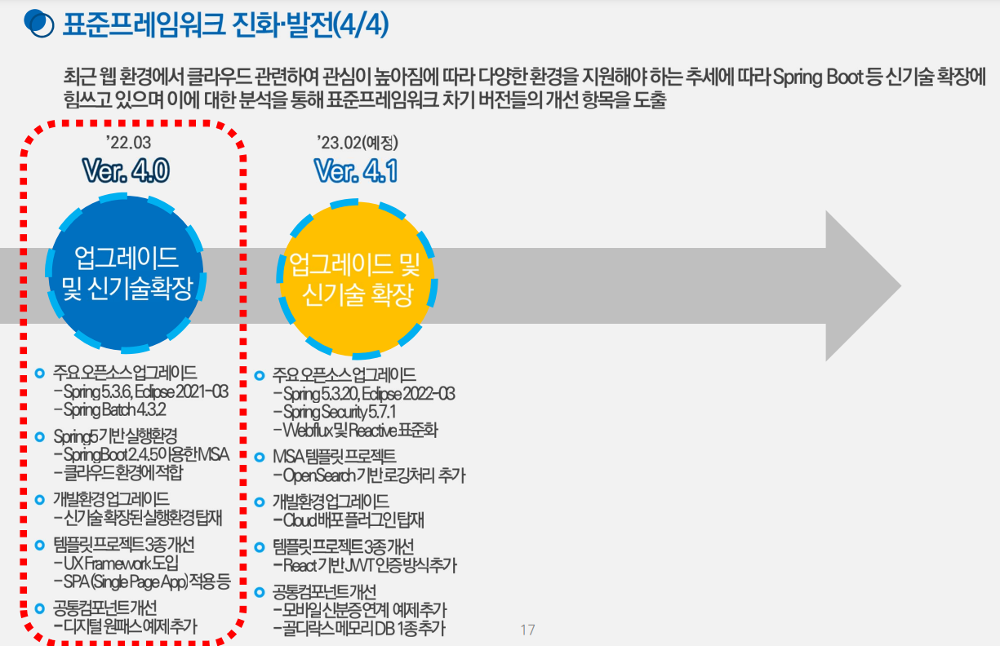 표준프레임워크 진화·발전(4/4)
최근 웹 환경에서 클라우드 관련하여 관심이 높아짐에 따라 다양한 환경을 지원해야 하는 추세에 따라 Spring Boot 등 신기술 확장에
힘쓰고 있으며 이에 대한 분석을 통해 표준프레임워크 차기 버전들의 개선 항목을 도출
’22.03
Ver. 4.0
업그레이드
및 신기술확장
주요 오픈소스 업그레이드
– Spring 5.3.6, Eclipse 2021-03
– Spring Batch 4.3.2
Spring5 기반 실행환경
– SpringBoot 2.4.5 이용한 MSA
– 클라우드 환경에 적합
개발환경 업그레이드
– 신기술 확장된 실행환경 탑재
템플릿 프로젝트 3종 개선
– UX Framework 도입
– SPA(Single Page App) 적용 등
공통컴포넌트 개선
– 디지털 원패스 예제 추가
’23.02(예정)
Ver. 4.1
업그레이드 및
신기술 확장
주요 오픈소스 업그레이드
– Spring 5.3.20, Eclipse 2022-03
– Spring Security 5.7.1
– Webflux 및 Reactive 표준화
MSA 템플릿 프로젝트
– OpenSearch 기반 로깅처리 추가
개발환경 업그레이드
– Cloud 배포 플러그인 탑재
템플릿 프로젝트 3종 개선
– React 기반 JWT 인증 방식 추가
공통컴포넌트 개선
– 모바일 신분증 연계 예제 추가
– 골디락스 메모리 DB 1종 추가
17